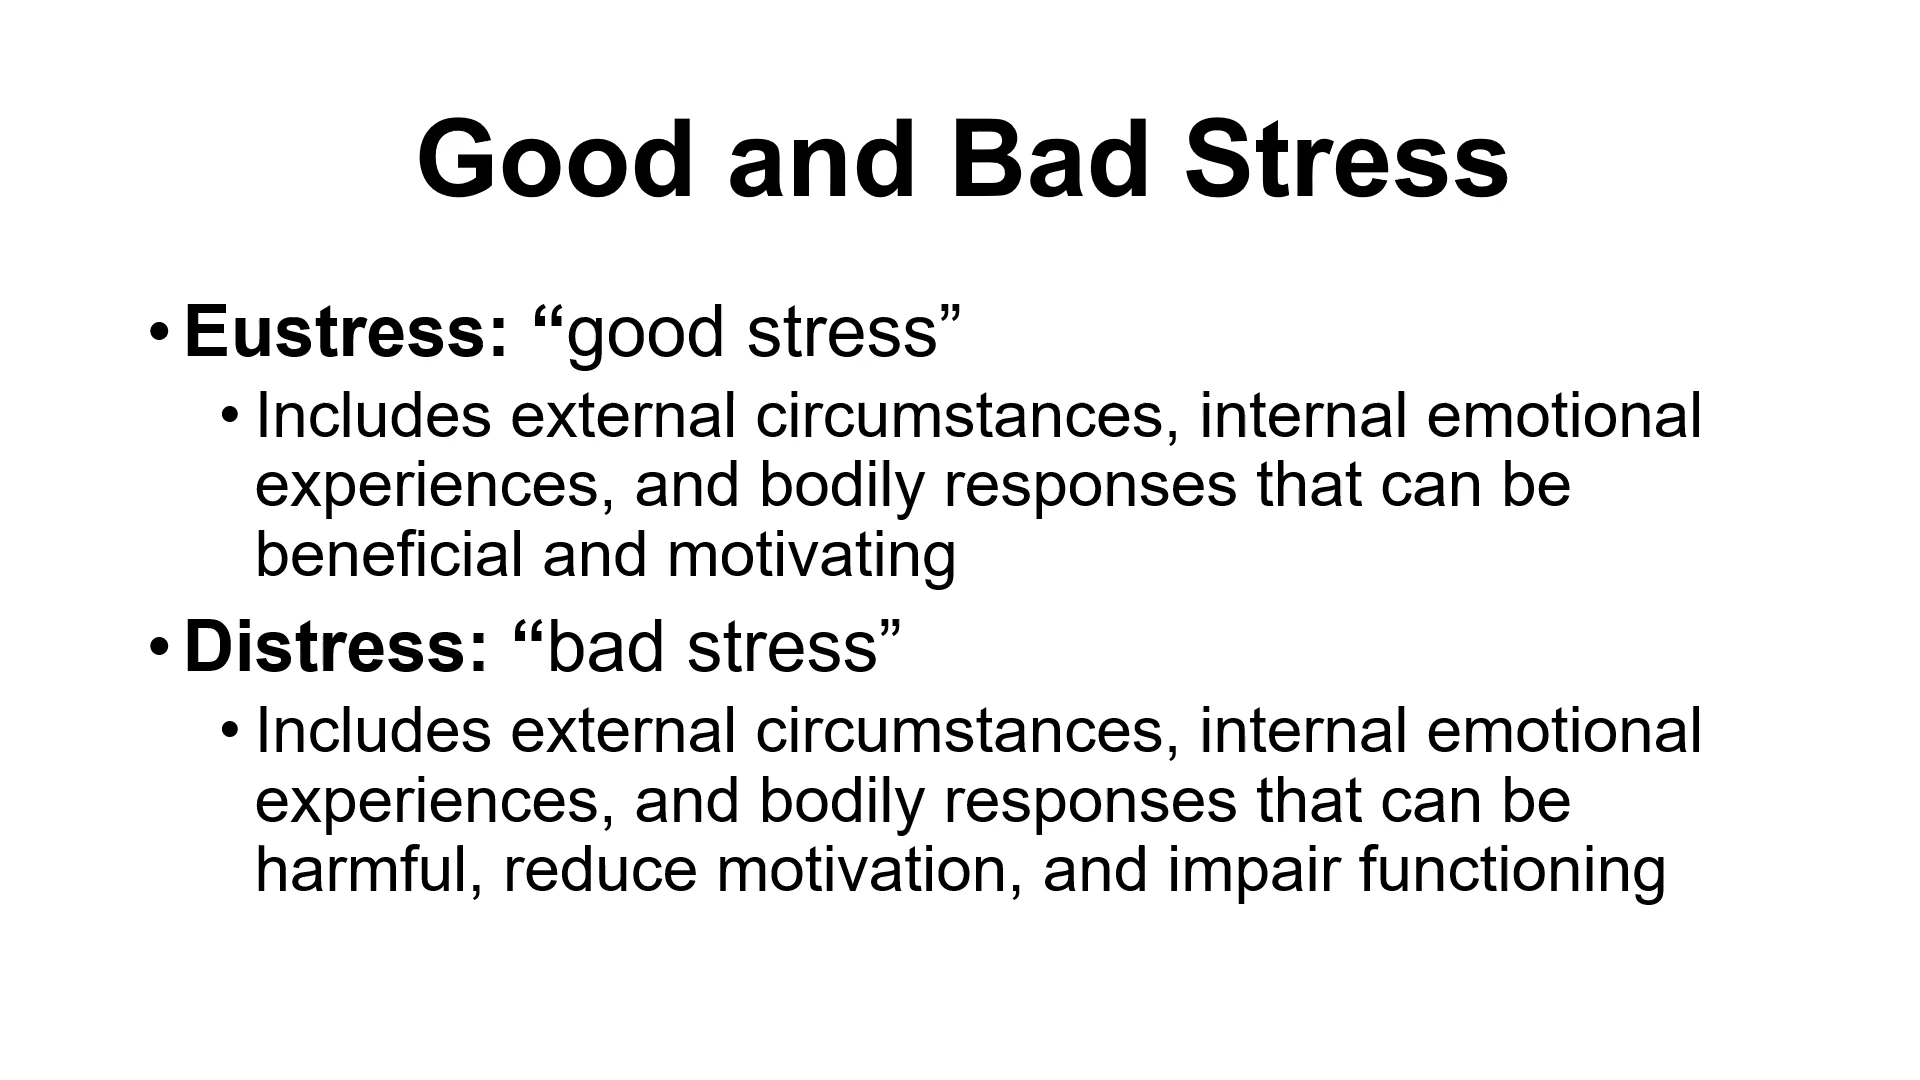 Good and Bad Stress
• Eustress: “good stress”
• Includes external circumstances, internal emotional
experiences, and bodily responses that can be
beneficial and motivating
• Distress: “bad stress”
• Includes external circumstances, internal emotional
experiences, and bodily responses that can be
harmful, reduce motivation, and impair functioning